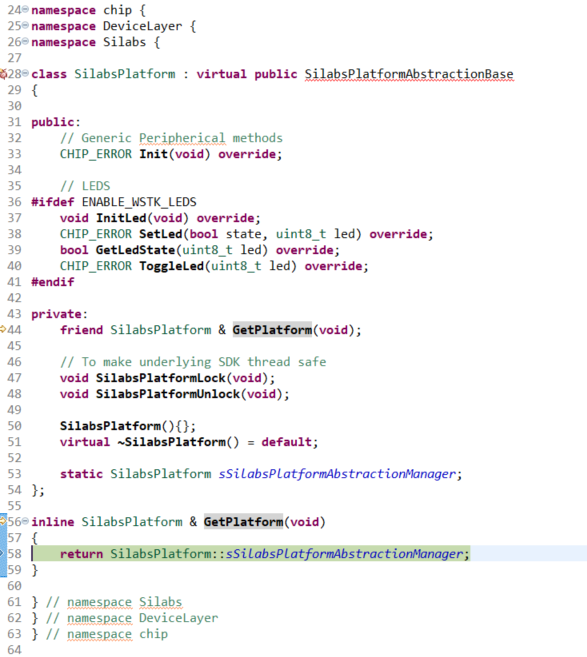 24 namespace chip {
25 namespace DeviceLayer {
26 namespace Silabs {
27
28 class SilabsPlatform : virtual public SilabsPlatformAbstractionBase
29 {
30
31 public:
32     // Generic Peripherical methods
33     CHIP_ERROR Init(void) override;
34
35     // LEDS
36 #ifdef ENABLE_WSTK_LEDS
37     void InitLed(void) override;
38     CHIP_ERROR SetLed(bool state, uint8_t led) override;
39     bool GetLedState(uint8_t led) override;
40     CHIP_ERROR ToggleLed(uint8_t led) override;
41 #endif
42
43 private:
44     friend SilabsPlatform & GetPlatform(void);
45
46     // To make underlying SDK thread safe
47     void SilabsPlatformLock(void);
48     void SilabsPlatformUnlock(void);
49
50     SilabsPlatform(){};
51     virtual ~SilabsPlatform() = default;
52
53     static SilabsPlatform sSilabsPlatformAbstractionManager;
54 };
55
56 inline SilabsPlatform & GetPlatform(void)
57 {
58     return SilabsPlatform::sSilabsPlatformAbstractionManager;
59 }
60
61 } // namespace Silabs
62 } // namespace DeviceLayer
63 } // namespace chip
64